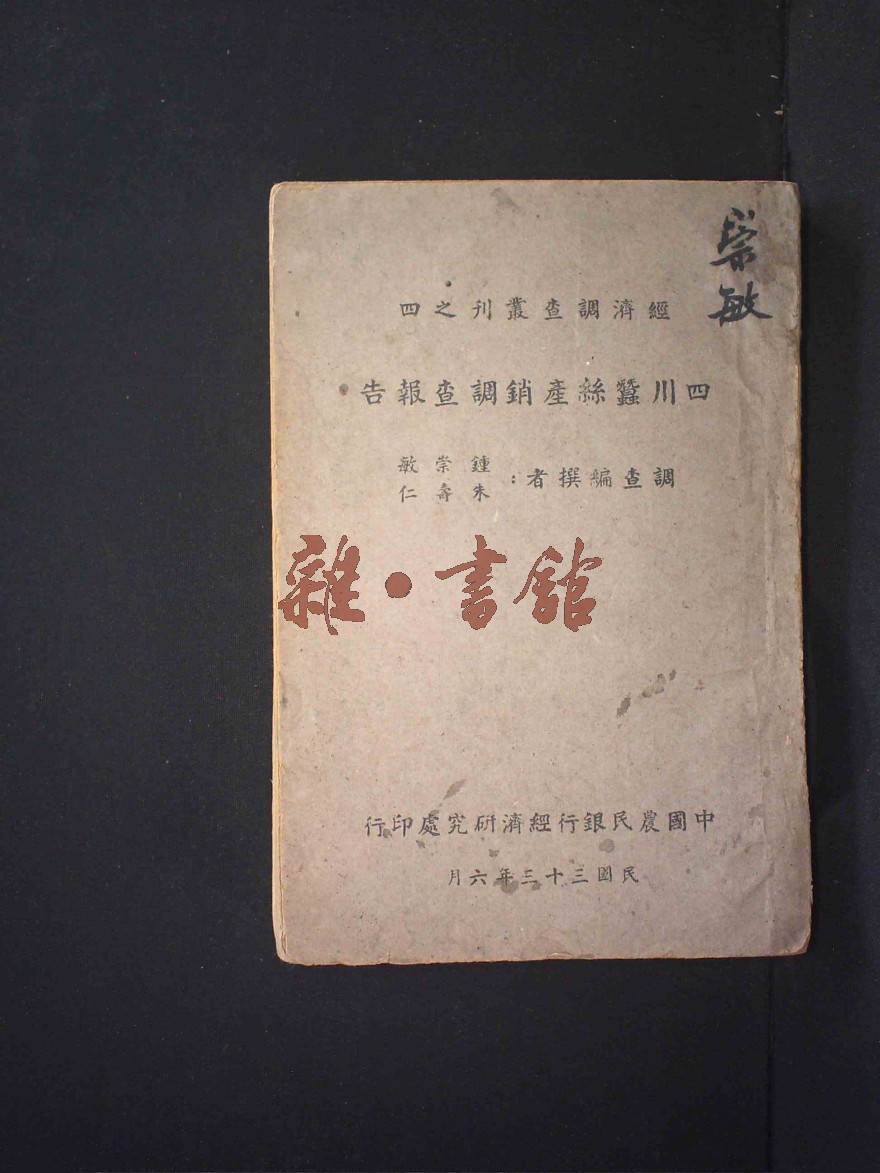 崇敏
經濟調查叢刊之四
四川蠶絲產銷調查報告
調查編撰者：
鍾崇敏
朱壽仁
雜·書館
中國農民銀行經濟研究處印行
民國三十三年六月